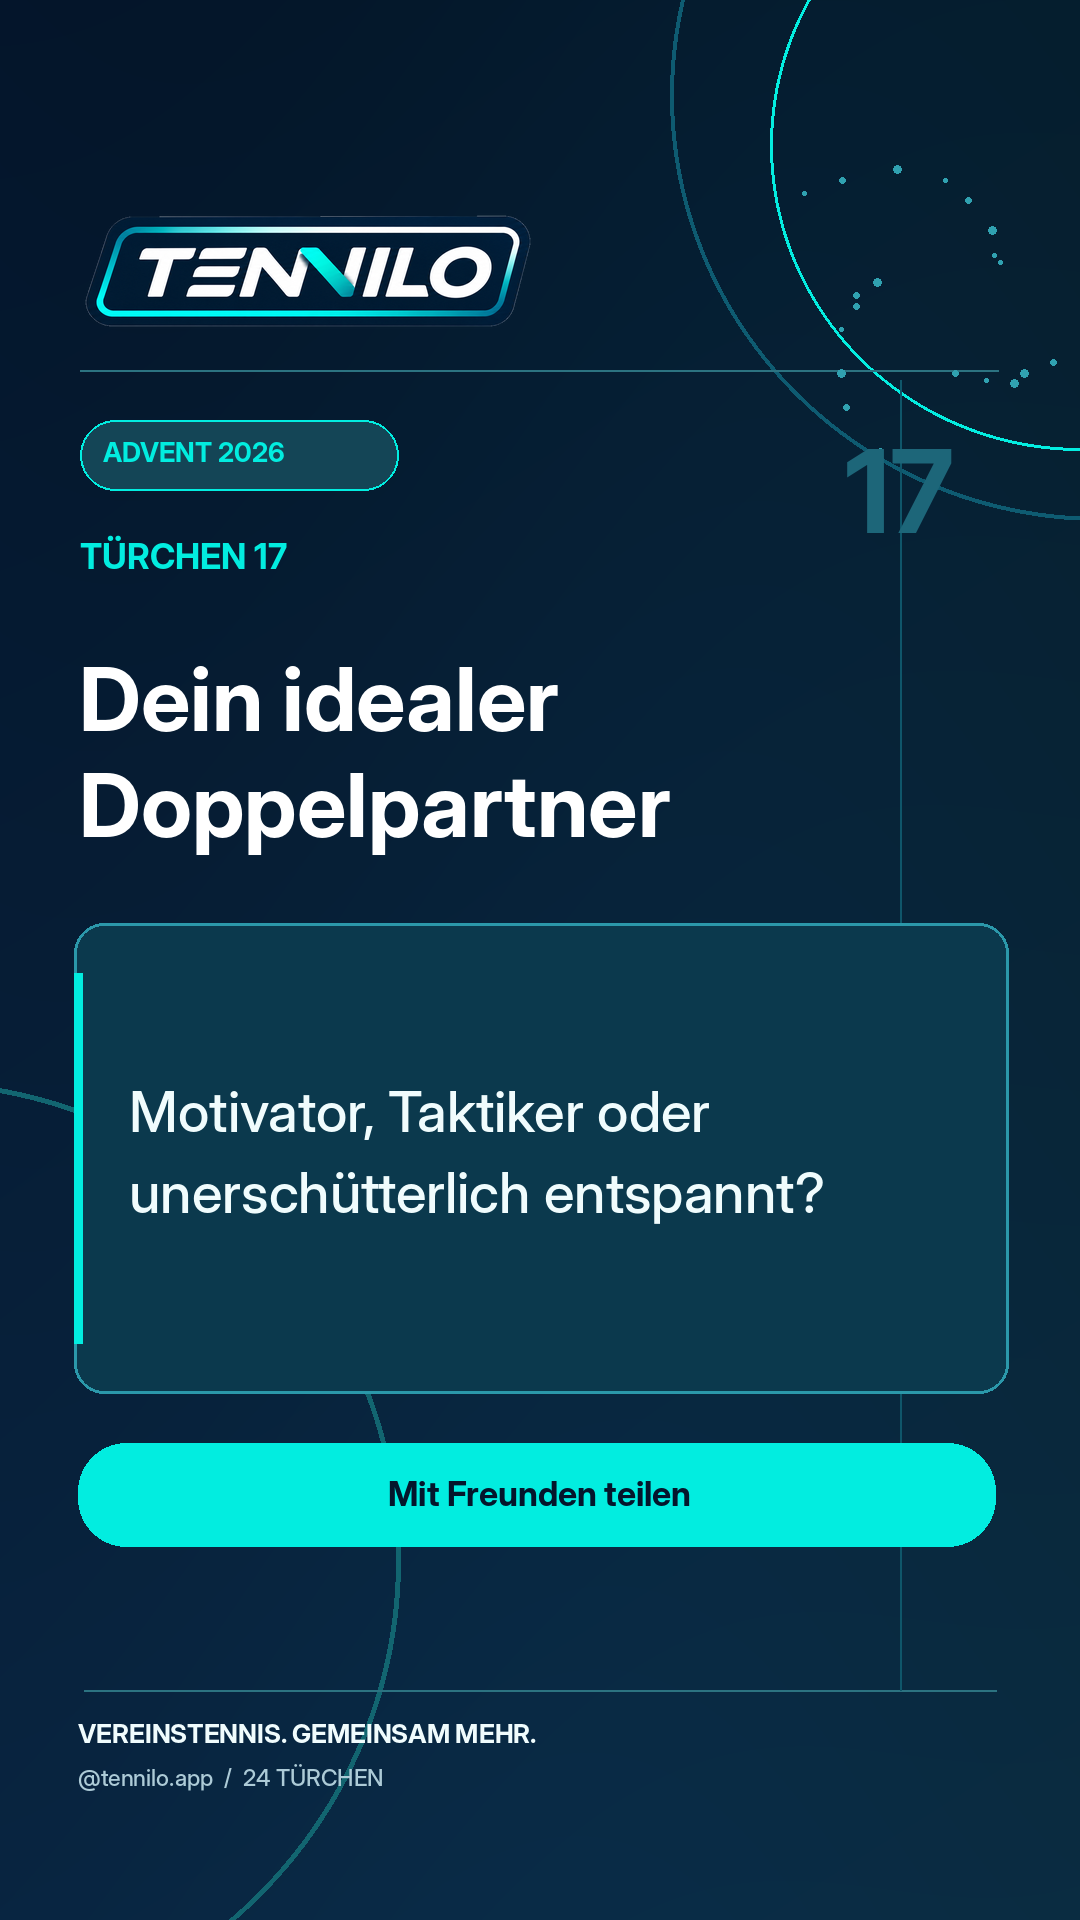 TENNILO
ADVENT 2026
17
TÜRCHEN 17
Dein idealer
Doppelpartner
Motivator, Taktiker oder
unerschütterlich entspannt?
Mit Freunden teilen
VEREINSTENNIS. GEMEINSAM MEHR.
@tennilo.app / 24 TÜRCHEN